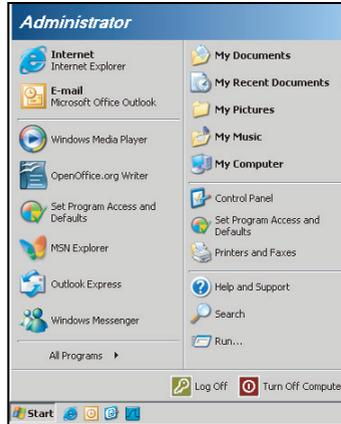 Administrator
Internet
Internet Explorer
E-mail
Microsoft Office Outlook
Windows Media Player
OpenOffice.org Writer
Set Program Access and
Defaults
MSN Explorer
Outlook Express
Windows Messenger
All Programs
My Documents
My Recent Documents
My Pictures
My Music
My Computer
Control Panel
Set Program Access and
Defaults
Printers and Faxes
Help and Support
Search
Run...
Log Off
Turn Off Compute
Start